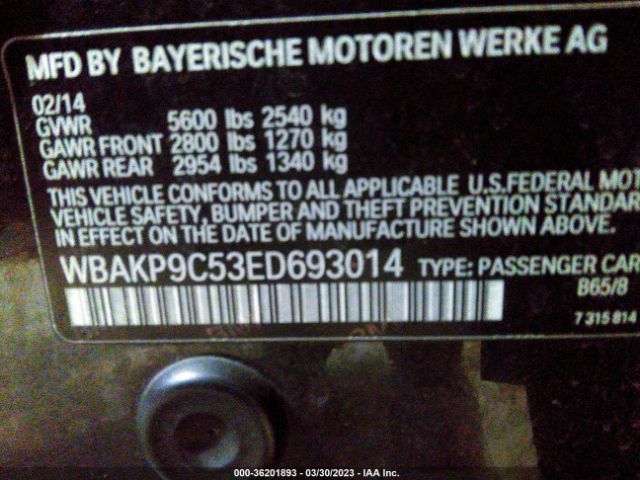 MFD BY BAYERISCHE MOTOREN WERKE AG
02/14
GVWR 5600 lbs 2540 kg
GAWR FRONT 2800 lbs 1270 kg
GAWR REAR 2954 lbs 1340 kg
THIS VEHICLE CONFORMS TO ALL APPLICABLE U.S.FEDERAL MOT
VEHICLE SAFETY, BUMPER AND THEFT PREVENTION STANDAR
IN EFFECT ON THE DATE OF MANUFACTURE SHOWN ABOVE.
WBAKP9C53ED693014 TYPE: PASSENGER CAR
B65/8
7 315 814
000-36201893 - 03/30/2023 - IAA Inc.